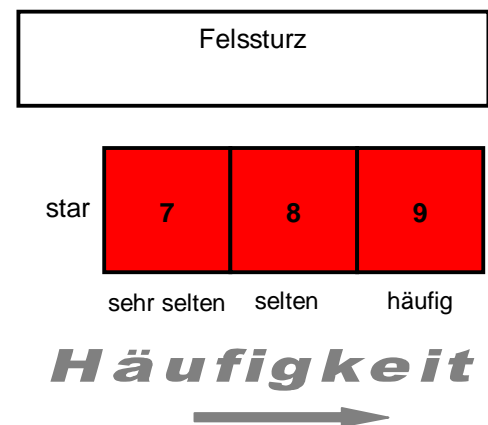 Felssturz
star 7 8 9
sehr selten selten häufig
Häufigkeit